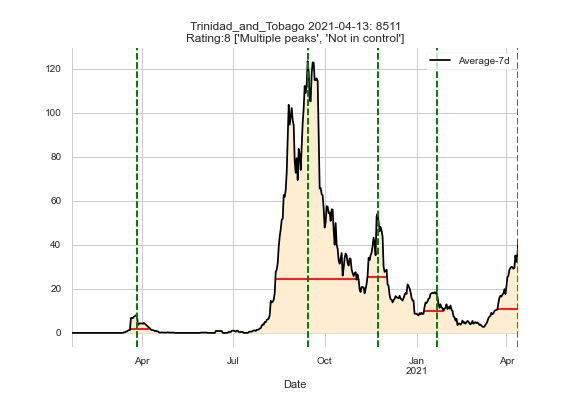 Trinidad_and_Tobago 2021-04-13: 8511
Rating:8 ['Multiple peaks', 'Not in control']
Average-7d
120
100
80
60
40
20
0
Apr
Jul
Oct
Jan
2021
Apr
Date